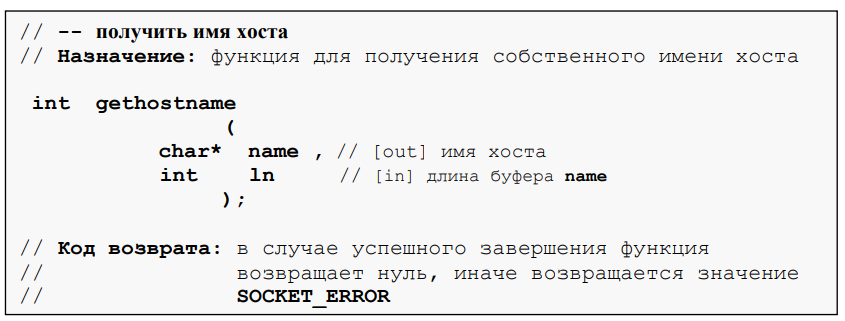 // -- получить имя хоста
// Назначение: функция для получения собственного имени хоста
int gethostname
(
char* name , // [out] имя хоста
int ln // [in] длина буфера name
);
// Код возврата: в случае успешного завершения функция
// возвращает нуль, иначе возвращается значение
// SOCKET_ERROR